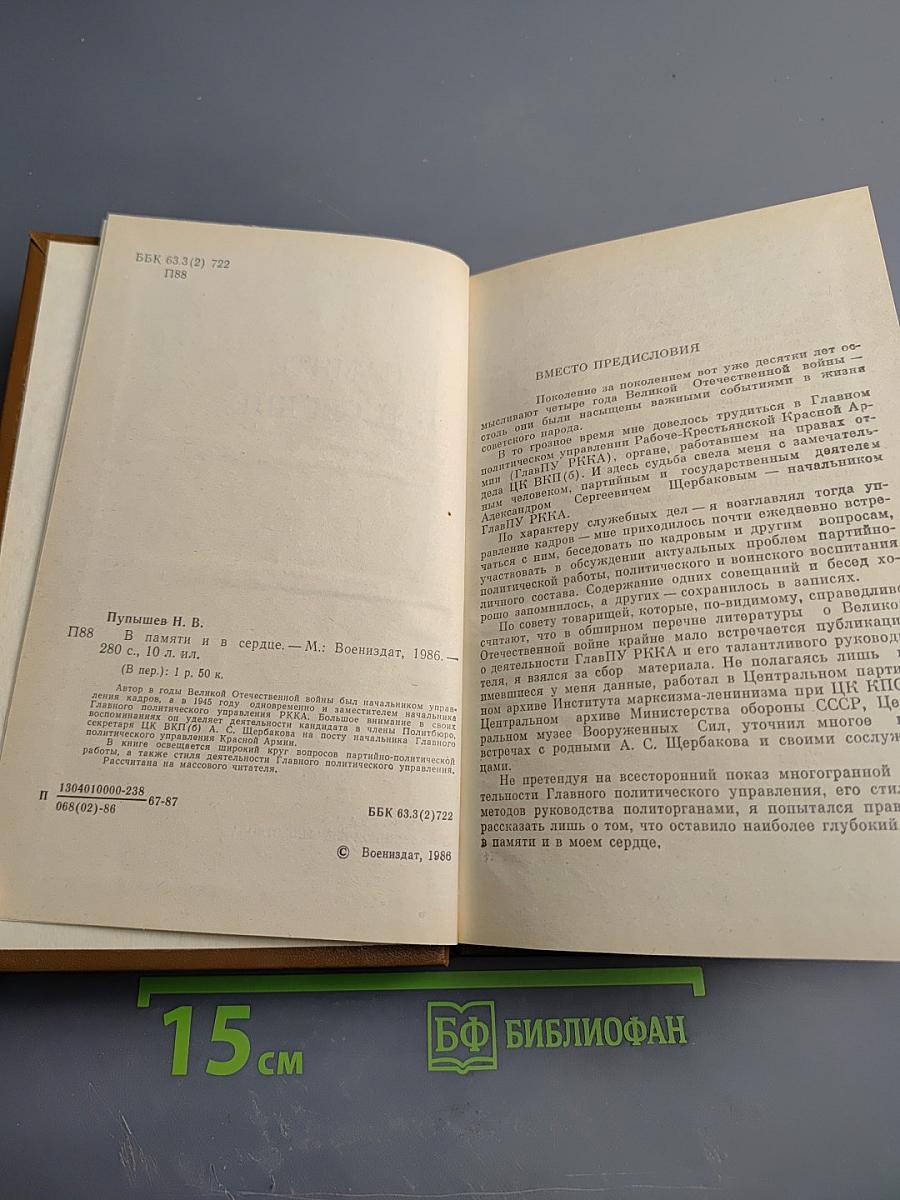 ББК 63.3(2) 722
П88
Пупышев Н. В.
П88 В памяти и в сердце. — М.: Воениздат, 1986. —
280 с., 10 л. ил.
(В пер.): 1 р. 50 к.
Автор в годы Великой Отечественной войны был начальником управ-
ления кадров, а в 1945 году одновременно и заместителем начальника
Главного политического управления РККА. Большое внимание в своих
воспоминаниях он уделяет деятельности кандидата в члены Политбюро,
секретаря ЦК ВКП(б) А. С. Щербакова на посту начальника Главного
политического управления Красной Армии.
В книге освещается широкий круг вопросов партийно-политической
работы, а также стиля деятельности Главного политического управления.
Рассчитана на массового читателя.
П 1304010000-238
068(02)-86
67-87
ББК 63.3(2)722
© Воениздат, 1986
ВМЕСТО ПРЕДИСЛОВИЯ
Поколение за поколением вот уже десятки лет ос-
мысливают четыре года Великой Отечественной войны —
столь они были насыщены важными событиями в жизни
советского народа.
В то грозное время мне довелось трудиться в Главном
политическом управлении Рабоче-Крестьянской Красной Ар-
мии (ГлавПУ РККА), органе, работавшем на правах от-
дела ЦК ВКП(б). И здесь судьба свела меня с замечатель-
ным человеком, партийным и государственным деятелем
Александром Сергеевичем Щербаковым — начальником
ГлавПУ РККА.
По характеру служебных дел — я возглавлял тогда уп-
равление кадров — мне приходилось почти ежедневно встре-
чаться с ним, беседовать по кадровым и другим вопросам,
участвовать в обсуждении актуальных проблем партийно-
политической работы, политического и воинского воспитания
личного состава. Содержание одних совещаний и бесед хо-
рошо запомнилось, а других — сохранилось в записях.
По совету товарищей, которые, по-видимому, справедливо
считают, что в обширном перечне литературы о Великой
Отечественной войне крайне мало встречается публикаци
о деятельности ГлавПУ РККА и его талантливого руковод
теля, я взялся за сбор материала. Не полагаясь лишь
имевшиеся у меня данные, работал в Центральном парти
ном архиве Института марксизма-ленинизма при ЦК КПС
Центральном архиве Министерства обороны СССР, Це
ральном музее Вооруженных Сил, уточнил многое
встречах с родными А. С. Щербакова и своими сослуж
цами.
Не претендуя на всесторонний показ многогранной
тельности Главного политического управления, его стил
методов руководства политорганами, я попытался прав
рассказать лишь о том, что оставило наиболее глубокий
в памяти и в моем сердце.
15 см
БФ БИБЛИОФАН